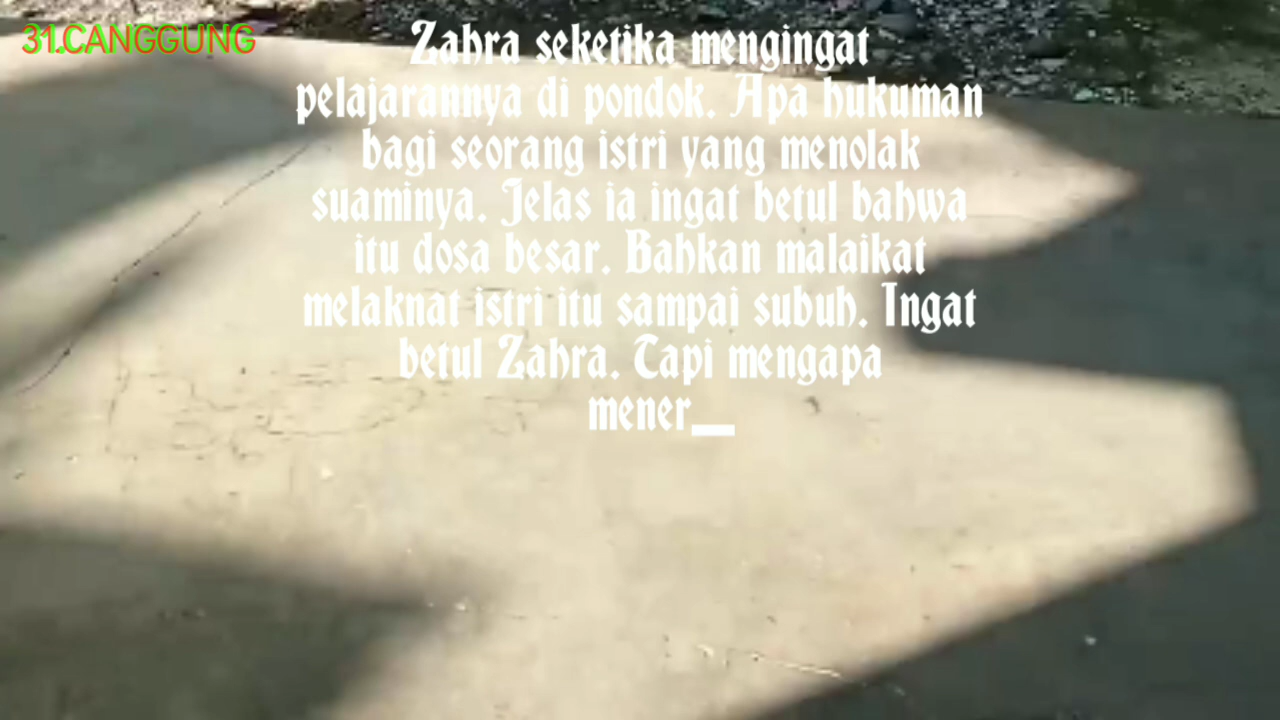 31.CANGGUNG
Zahra seketika mengingat
pelajarannya di pondok. Apa hukuman
bagi seorang istri yang menolak
suaminya. Jelas ia ingat betul bahwa
itu dosa besar. Bahkan malaikat
melaknat istri itu sampai subuh. Ingat
betul Zahra. Tapi mengapa
mener_